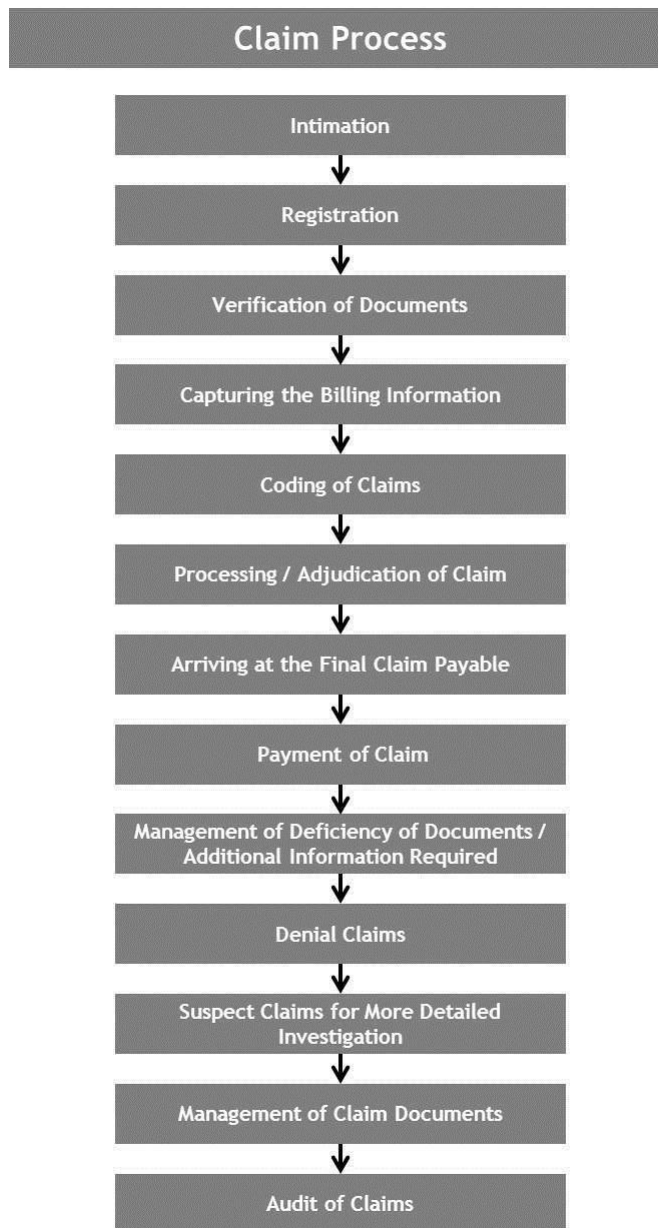 Claim Process
Intimation
Registration
Verification of Documents
Capturing the Billing Information
Coding of Claims
Processing / Adjudication of Claim
Arriving at the Final Claim Payable
Payment of Claim
Management of Deficiency of Documents /
Additional Information Required
Denial Claims
Suspect Claims for More Detailed
Investigation
Management of Claim Documents
Audit of Claims